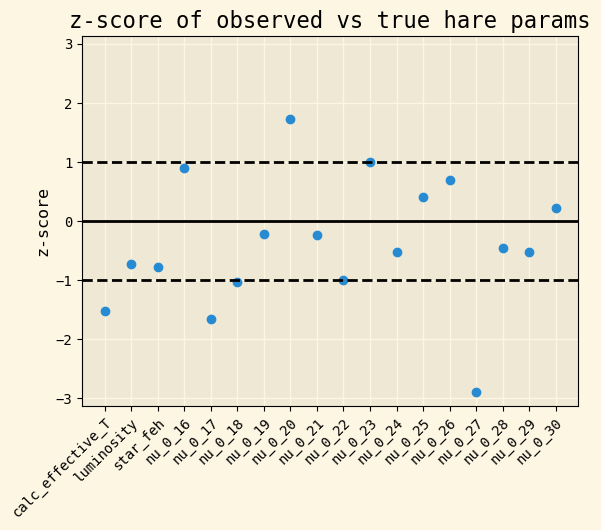 z-score of observed vs true hare params
z-score
3
2
1
0
−1
−2
−3
calc_effective_T
luminosity
star_feh
nu_0_16
nu_0_17
nu_0_18
nu_0_19
nu_0_20
nu_0_21
nu_0_22
nu_0_23
nu_0_24
nu_0_25
nu_0_26
nu_0_27
nu_0_28
nu_0_29
nu_0_30